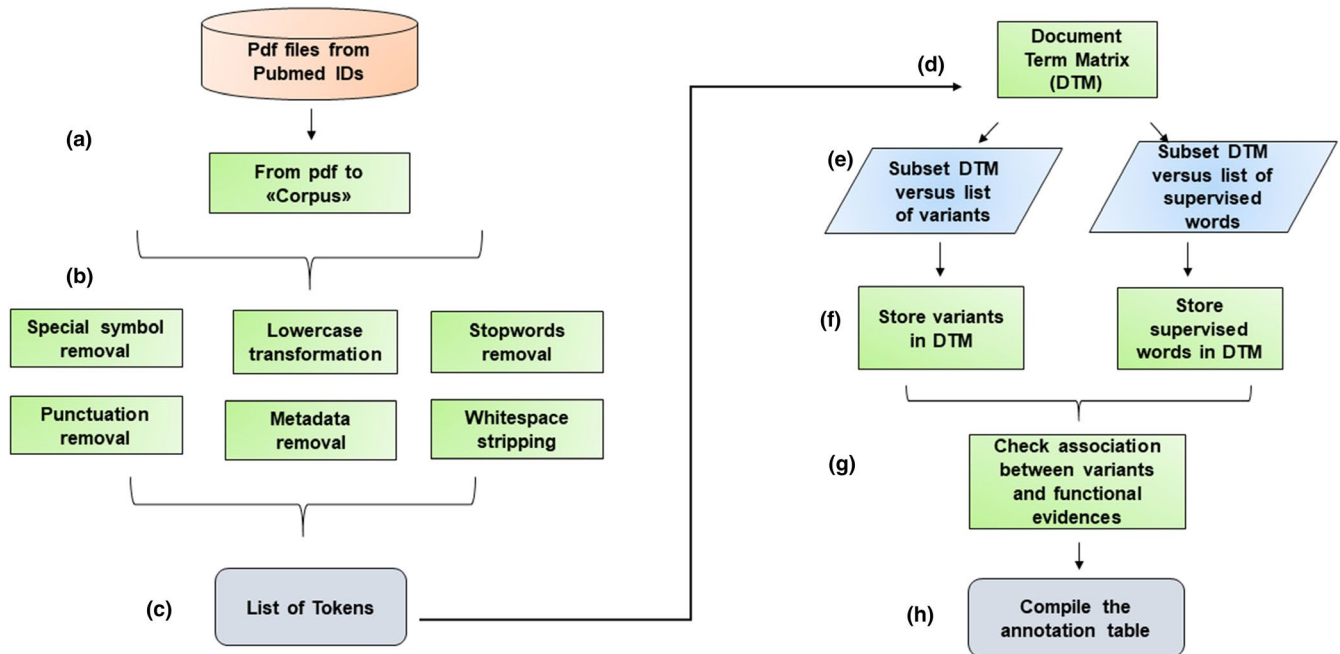 Pdf files from
Pubmed IDs
(a)
From pdf to
«Corpus»
(b)
Special symbol
removal
Lowercase
transformation
Stopwords
removal
Punctuation
removal
Metadata
removal
Whitespace
stripping
(c)
List of Tokens
(d)
Document
Term Matrix
(DTM)
(e)
Subset DTM
versus list
of variants
Subset DTM
versus list of
supervised
words
(f)
Store variants
in DTM
Store
supervised
words in DTM
(g)
Check association
between variants
and functional
evidences
(h)
Compile the
annotation table